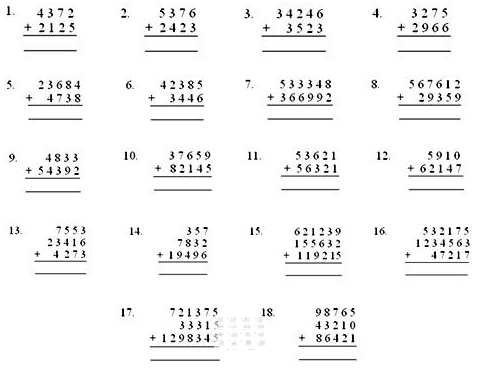 1. 4372 2. 5376 3. 34246 4. 3275
+ 2125 + 2423 + 3523 + 2966
5. 23684 6. 42385 7. 533348 8. 567612
+ 4738 + 3446 + 366992 + 29359
9. 4833 10. 37659 11. 53621 12. 5910
+ 54392 + 82145 + 56321 + 62147
13. 7553 14. 357 15. 621239 16. 532175
23416 7832 155632 1234563
+ 4273 + 19496 + 119215 + 47217
17. 721375 18. 98765
33315 43210
+ 1298345 + 86421